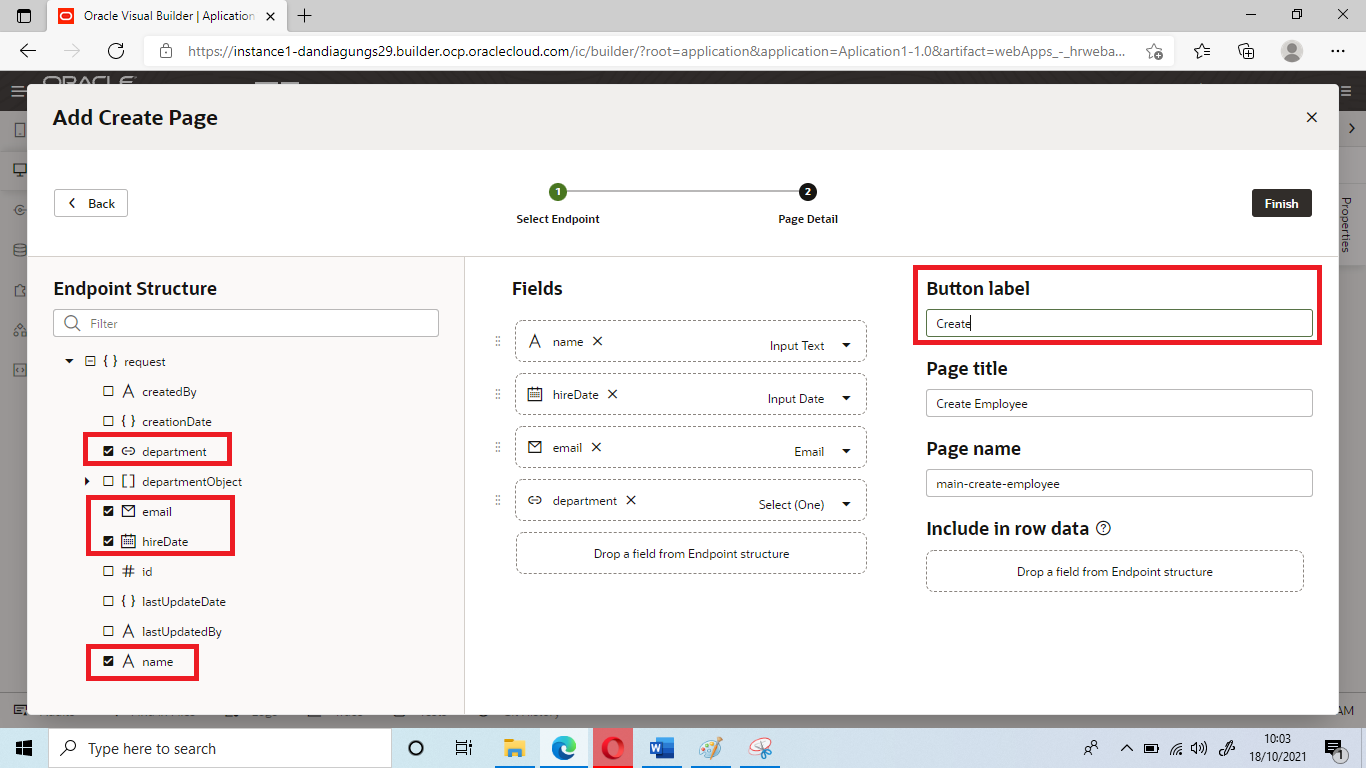 Oracle Visual Builder | Aplication
https://instance1-dandiagungs29.builder.ocp.oraclecloud.com/ic/builder/?root=application&application=Aplication1-1.0&artifact=webApps_-_hrweba...
ORACLE
Add Create Page
Back
1
2
Select Endpoint
Page Detail
Finish
Properties
Endpoint Structure
Filter
{ } request
A createdBy
{ } creationDate
department
[ ] departmentObject
email
hireDate
# id
{ } lastUpdateDate
A lastUpdatedBy
A name
Fields
A name Input Text
hireDate Input Date
email Email
department Select (One)
Drop a field from Endpoint structure
Button label
Create
Page title
Create Employee
Page name
main-create-employee
Include in row data ?
Drop a field from Endpoint structure
AM
Type here to search
10:03
18/10/2021
1